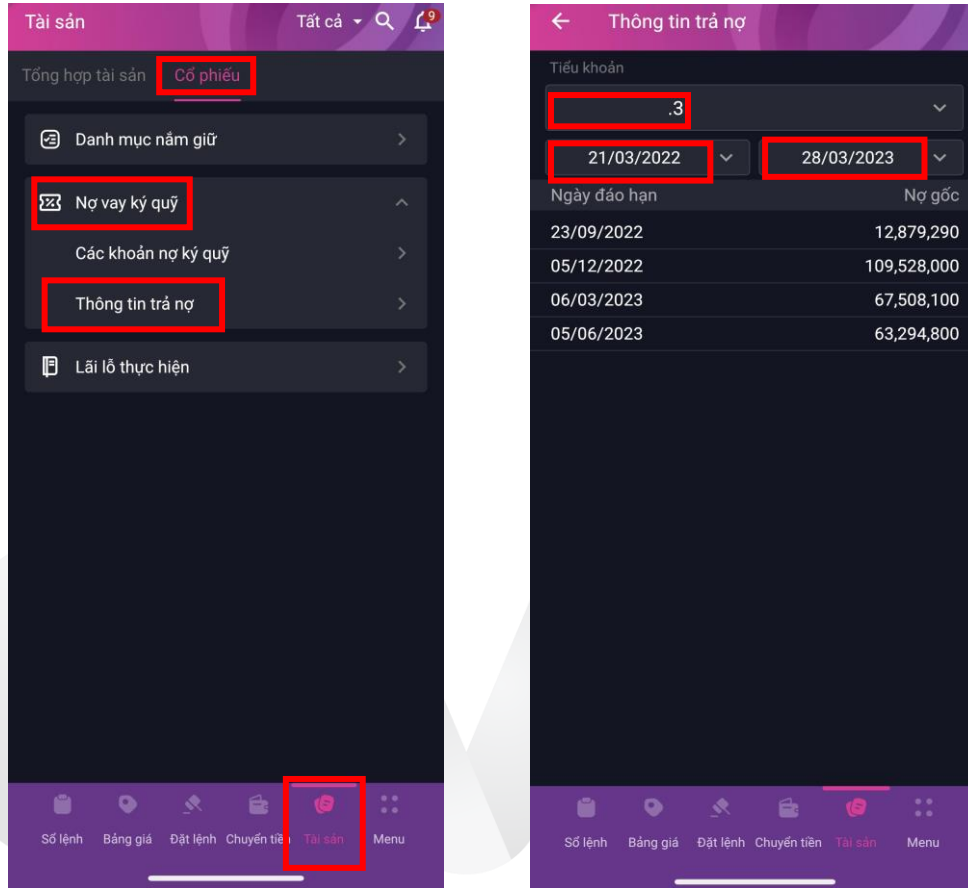 Tài sản
Tất cả
9
Tổng hợp tài sản
Cổ phiếu
Danh mục nắm giữ
Nợ vay ký quỹ
Các khoản nợ ký quỹ
Thông tin trả nợ
Lãi lỗ thực hiện
Sổ lệnh
Bảng giá
Đặt lệnh
Chuyển tiền
Tài sản
Menu
Thông tin trả nợ
Tiểu khoản
.3
21/03/2022
28/03/2023
Ngày đáo hạn Nợ gốc
23/09/2022 12,879,290
05/12/2022 109,528,000
06/03/2023 67,508,100
05/06/2023 63,294,800
Sổ lệnh
Bảng giá
Đặt lệnh
Chuyển tiền
Tài sản
Menu